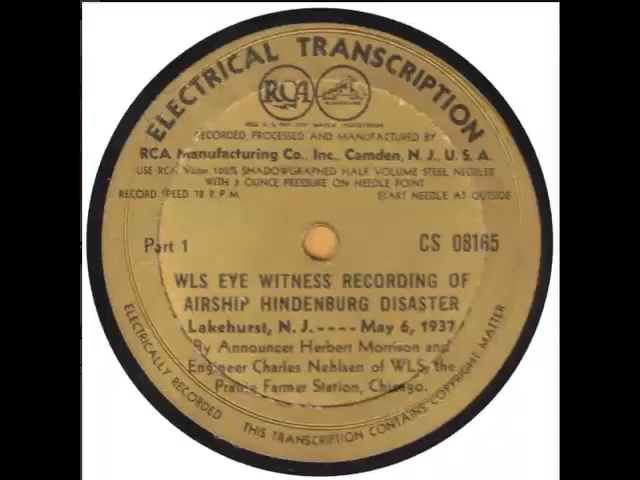 ELECTRICAL TRANSCRIPTION
RCA
RECORDED, PROCESSED AND MANUFACTURED BY
RCA Manufacturing Co., Inc., Camden, N. J., U. S. A.
USE RCA Victor 100% SHADOWGRAPHED HALF VOLUME STEEL NEEDLES
WITH 3 OUNCE PRESSURE ON NEEDLE POINT
RECORD SPEED 78 R.P.M.
START NEEDLE AT OUTSIDE
Part 1
CS 08165
WLS EYE WITNESS RECORDING OF
AIRSHIP HINDENBURG DISASTER
Lakehurst, N. J. ---- May 6, 1937
By Announcer Herbert Morrison and
Engineer Charles Nehlsen of WLS, the
Prairie Farmer Station, Chicago.
ELECTRICALLY RECORDED
THIS TRANSCRIPTION CONTAINS COPYRIGHT MATTER